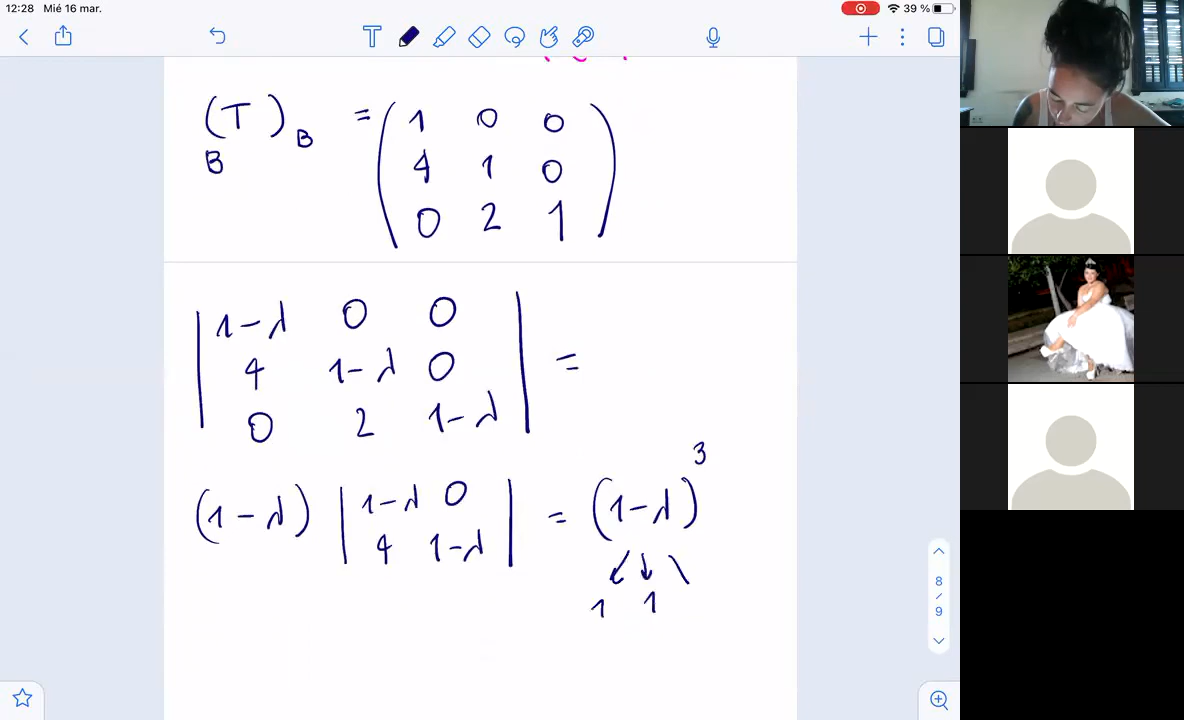 12:28 Mié 16 mar.
39 %
T
(T) = ( 1 0 0
B B 4 1 0
0 2 1 )
| 1-λ 0 0
4 1-λ 0 | =
0 2 1-λ
(1-λ) | 1-λ 0
4 1-λ | = (1-λ)³
↙ ↓ \
1 1
8 / 9